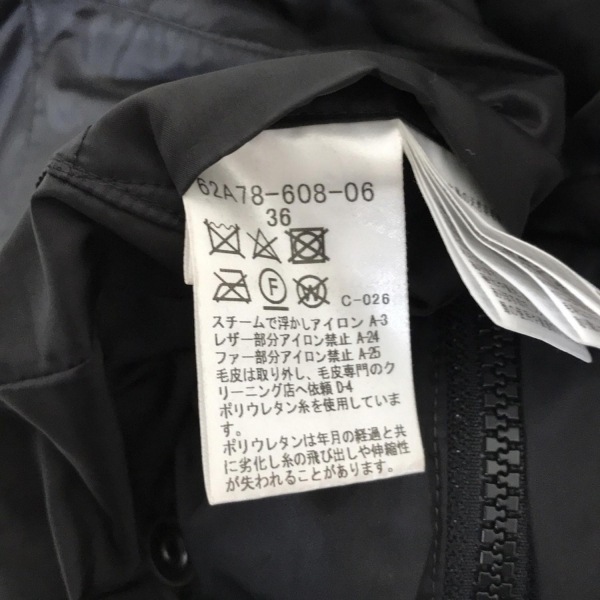 62A78-608-06
36
F W C-026
スチームで浮かしアイロン A-3
レザー部分アイロン禁止 A-24
ファー部分アイロン禁止 A-25
毛皮は取り外し、毛皮専門のク
リーニング店へ依頼 D-4
ポリウレタン糸を使用していま
す。
ポリウレタンは年月の経過と共
に劣化し糸の飛び出しや伸縮性
が失われることがあります。